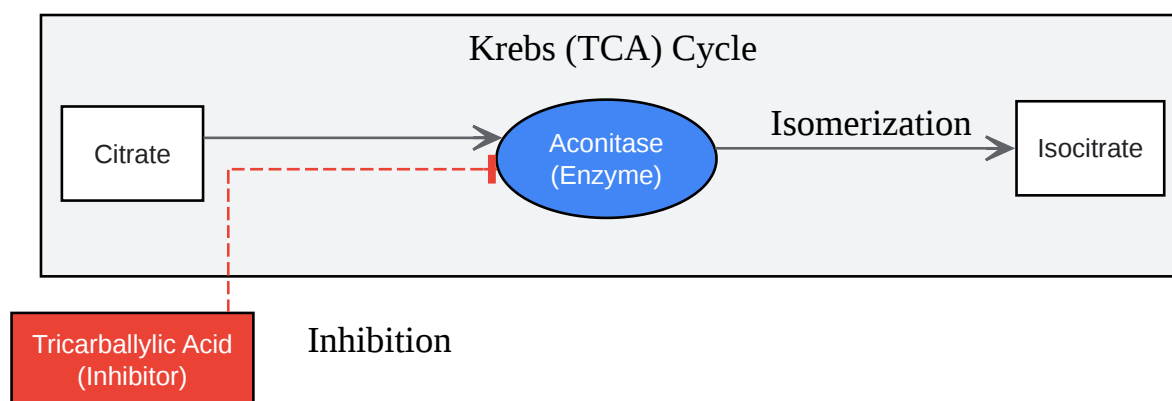 Krebs (TCA) Cycle
Citrate
Aconitase
(Enzyme)
Isomerization
Isocitrate
Tricarballylic Acid
(Inhibitor)
Inhibition